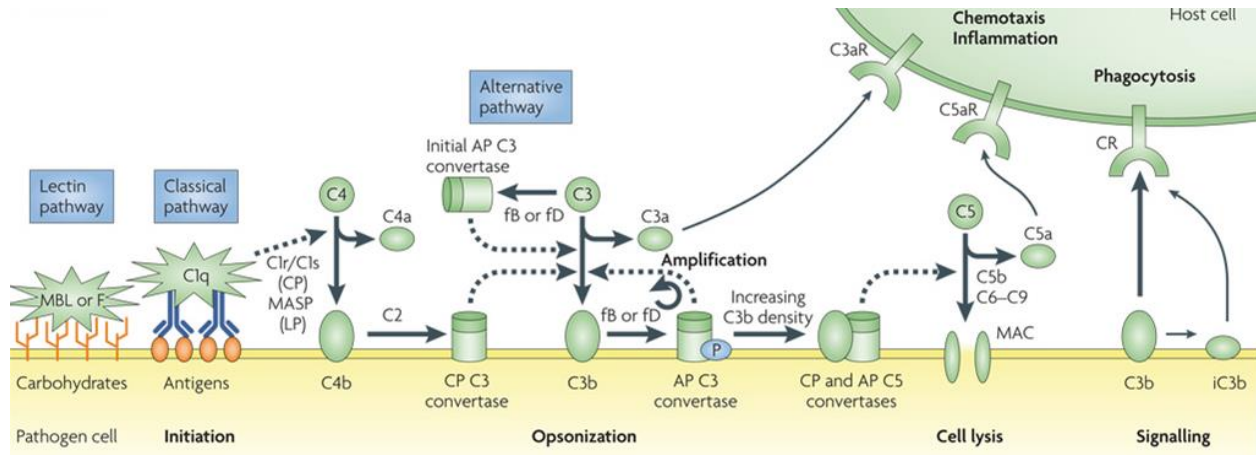 Chemotaxis
Inflammation
Host cell
C3aR
Phagocytosis
Alternative
pathway
C5aR
CR
Initial AP C3
convertase
Lectin
pathway
Classical
pathway
C4
C3
C4a
fB or fD
C3a
C5
C5a
Amplification
C1q
C1r/C1s
(CP)
MASP
(LP)
MBL or F
C5b
C6–C9
Increasing
C3b density
C2
fB or fD
MAC
P
Carbohydrates
Antigens
C4b
CP C3
convertase
C3b
AP C3
convertase
CP and AP C5
convertases
C3b
iC3b
Pathogen cell
Initiation
Opsonization
Cell lysis
Signalling